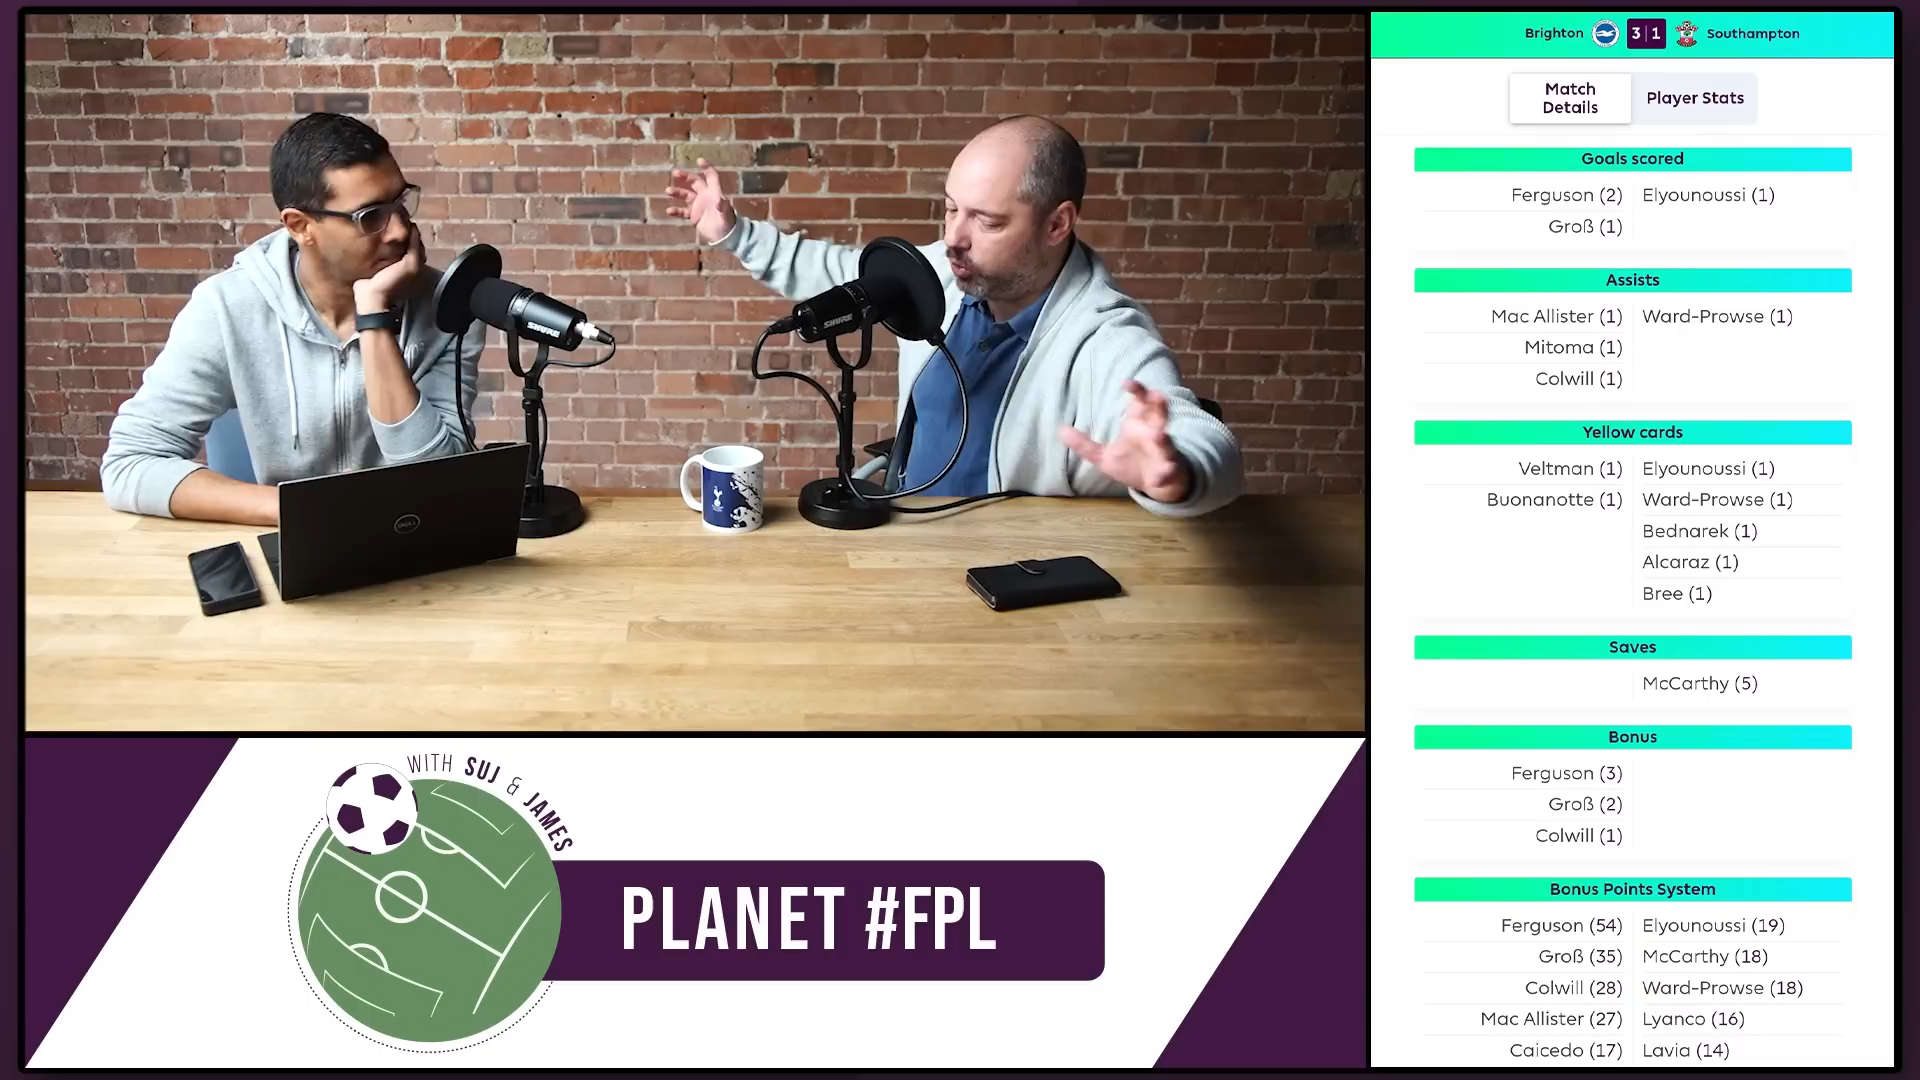 SHURE
SHURE
DELL
WITH SUJ & JAMES
PLANET #FPL
Brighton 3|1 Southampton
Match Details
Player Stats
Goals scored
Ferguson (2) Elyounoussi (1)
Groß (1)
Assists
Mac Allister (1) Ward-Prowse (1)
Mitoma (1)
Colwill (1)
Yellow cards
Veltman (1) Elyounoussi (1)
Buonanotte (1) Ward-Prowse (1)
Bednarek (1)
Alcaraz (1)
Bree (1)
Saves
McCarthy (5)
Bonus
Ferguson (3)
Groß (2)
Colwill (1)
Bonus Points System
Ferguson (54) Elyounoussi (19)
Groß (35) McCarthy (18)
Colwill (28) Ward-Prowse (18)
Mac Allister (27) Lyanco (16)
Caicedo (17) Lavia (14)